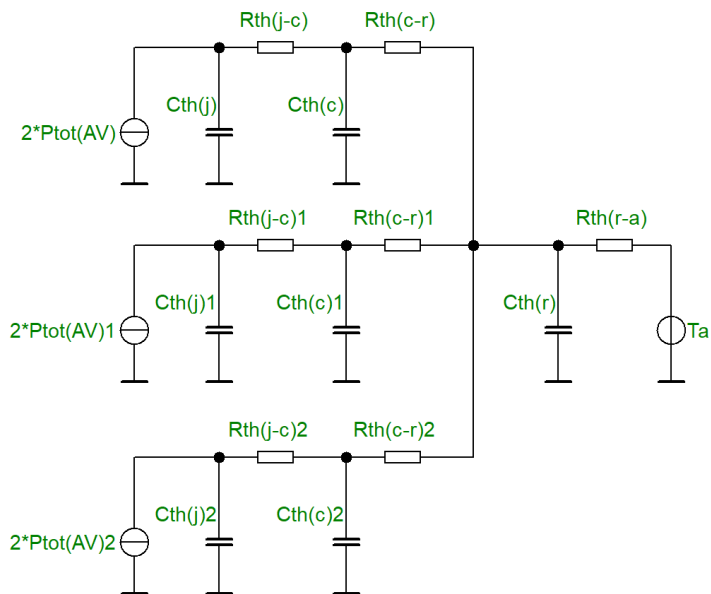 Rth(j-c)
Rth(c-r)
Cth(j)
Cth(c)
2*Ptot(AV)
Rth(j-c)1
Rth(c-r)1
Rth(r-a)
Cth(j)1
Cth(c)1
Cth(r)
2*Ptot(AV)1
Ta
Rth(j-c)2
Rth(c-r)2
Cth(j)2
Cth(c)2
2*Ptot(AV)2